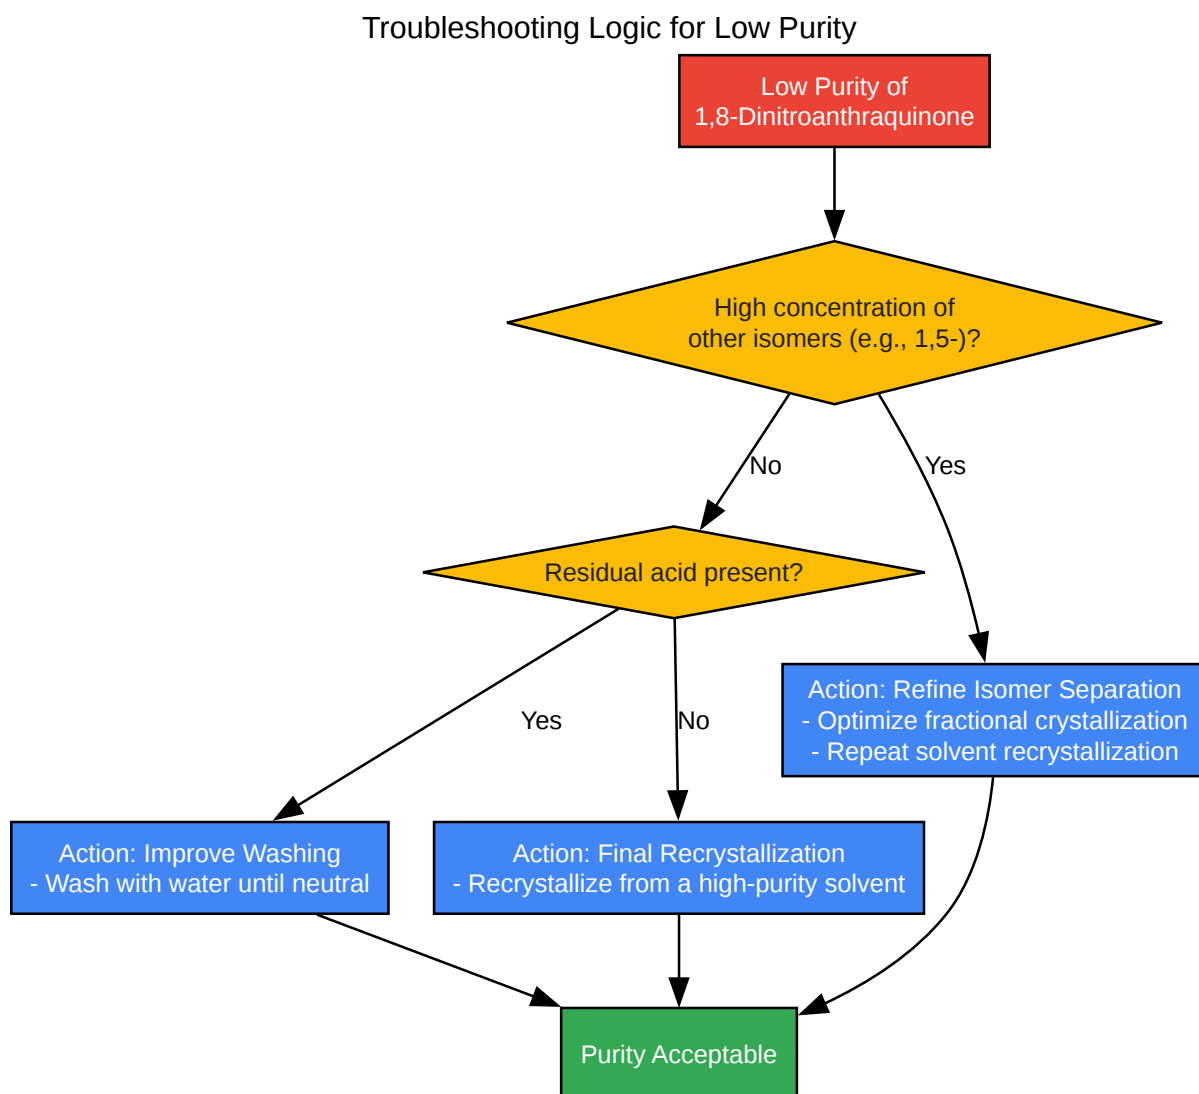 Troubleshooting Logic for Low Purity
Low Purity of
1,8-Dinitroanthraquinone
High concentration of
other isomers (e.g., 1,5-)?
No
Yes
Residual acid present?
Yes
No
Action: Refine Isomer Separation
- Optimize fractional crystallization
- Repeat solvent recrystallization
Action: Improve Washing
- Wash with water until neutral
Action: Final Recrystallization
- Recrystallize from a high-purity solvent
Purity Acceptable